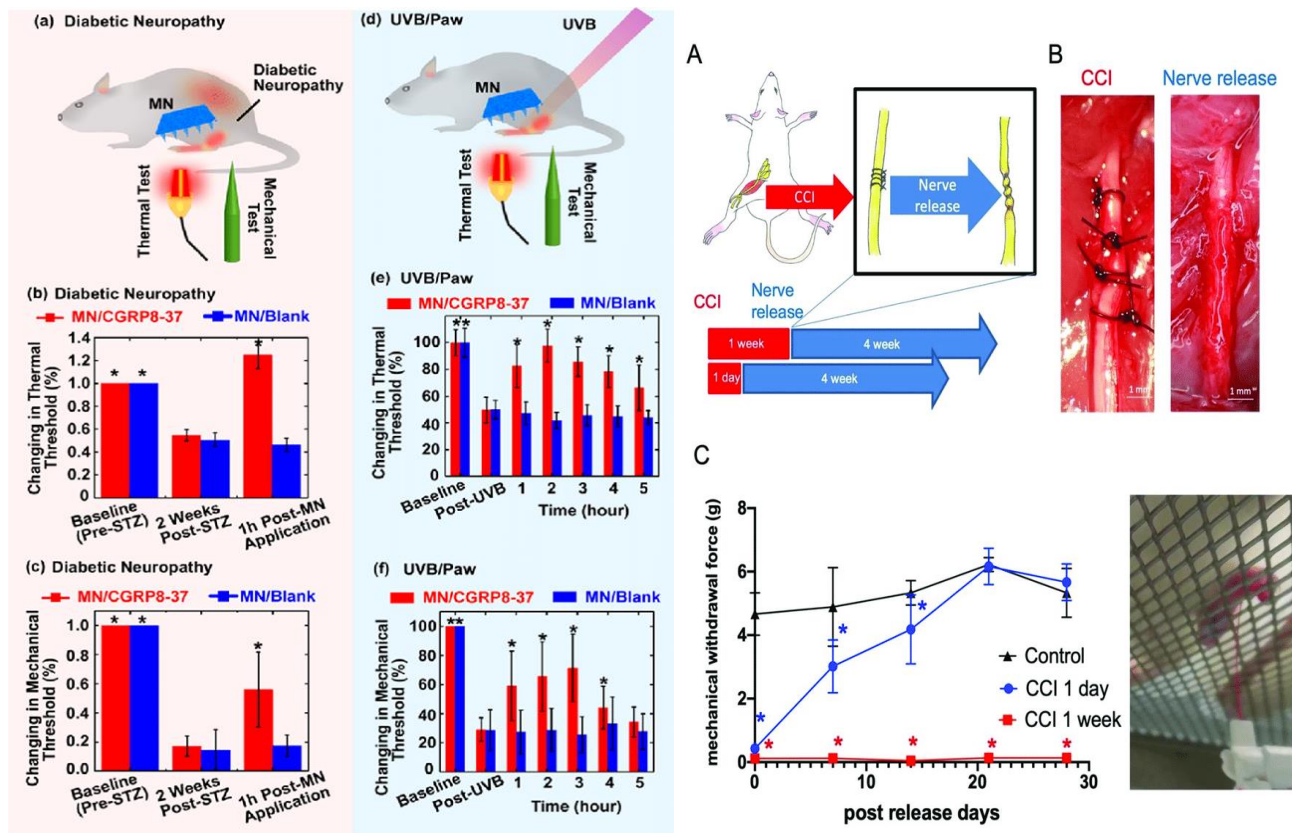 (a) Diabetic Neuropathy
Diabetic
Neuropathy
MN
Thermal Test
Mechanical
Test
(b) Diabetic Neuropathy
MN/CGRP8-37 MN/Blank
Changing in Thermal
Threshold (%)
1.4
1.2
1.0
0.8
0.6
0.4
0.2
0
* * *
Baseline
(Pre-STZ)
2 Weeks
Post-STZ
1h Post-MN
Application
(c) Diabetic Neuropathy
MN/CGRP8-37 MN/Blank
Changing in Mechanical
Threshold (%)
1.0
0.8
0.6
0.4
0.2
0.0
* * *
Baseline
(Pre-STZ)
2 Weeks
Post-STZ
1h Post-MN
Application
(d) UVB/Paw
UVB
MN
Thermal Test
Mechanical
Test
(e) UVB/Paw
MN/CGRP8-37 MN/Blank
Changing in Thermal
Threshold (%)
120
100
80
60
40
20
0
** * * * * *
Baseline
Post-UVB
1 2 3 4 5
Time (hour)
(f) UVB/Paw
MN/CGRP8-37 MN/Blank
Changing in Mechanical
Threshold (%)
100
80
60
40
20
0
** * * * *
Baseline
Post-UVB
1 2 3 4 5
Time (hour)
A
CCI
Nerve
release
CCI
Nerve
release
1 week
4 week
1 day
4 week
B
CCI
Nerve release
1 mm
1 mm
C
mechanical withdrawal force (g)
8
6
4
2
0
* * *
* * * * *
Control
CCI 1 day
CCI 1 week
0 10 20 30
post release days